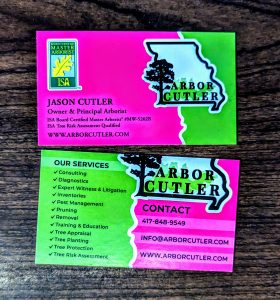 MASTER
ARBORIST
ISA
ARBOR
CUTLER
JASON CUTLER
Owner & Principal Arborist
ISA Board Certified Master Arborist® #MW-5262B
ISA Tree Risk Assessment Qualified
WWW.ARBORCUTLER.COM
OUR SERVICES
✓ Consulting
✓ Diagnostics
✓ Expert Witness & Litigation
✓ Inventories
✓ Pest Management
✓ Pruning
✓ Removal
✓ Training & Education
✓ Tree Appraisal
✓ Tree Planting
✓ Tree Protection
✓ Tree Risk Assessment
ARBOR
CUTLER
CONTACT
417-848-9549
INFO@ARBORCUTLER.COM
WWW.ARBORCUTLER.COM